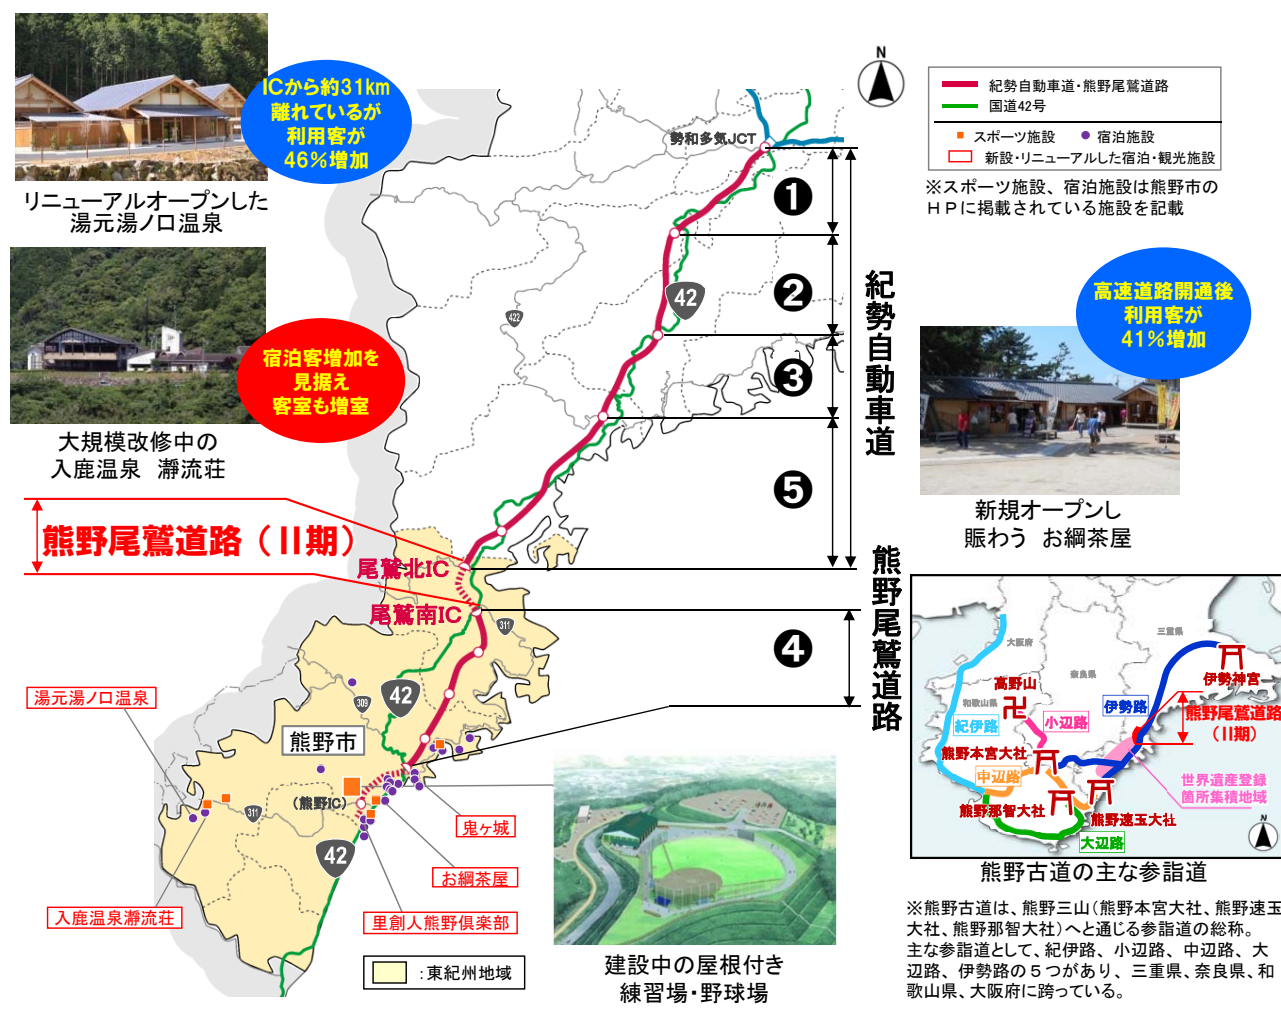 ICから約31km
離れているが
利用客が
46%増加
リニューアルオープンした
湯元湯ノ口温泉
宿泊客増加を
見据え
客室も増室
大規模改修中の
入鹿温泉　瀞流荘
熊野尾鷲道路（Ⅱ期）
尾鷲北IC
尾鷲南IC
勢和多気JCT
N
紀勢自動車道・熊野尾鷲道路
国道42号
スポーツ施設
宿泊施設
新設・リニューアルした宿泊・観光施設
※スポーツ施設、宿泊施設は熊野市の
ＨＰに掲載されている施設を記載
❶
❷
❸
❺
❹
紀勢自動車道
熊野尾鷲道路
42
422
311
42
309
311
42
高速道路開通後
利用客が
41%増加
新規オープンし
賑わう　お綱茶屋
湯元湯ノ口温泉
熊野市
（熊野IC）
鬼ヶ城
お綱茶屋
里創人熊野倶楽部
入鹿温泉瀞流荘
：東紀州地域
建設中の屋根付き
練習場・野球場
大阪府
三重県
奈良県
和歌山県
高野山
伊勢神宮
紀伊路
小辺路
伊勢路
熊野尾鷲道路
（Ⅱ期）
熊野本宮大社
中辺路
世界遺産登録
箇所集積地域
熊野那智大社
熊野速玉大社
大辺路
N
熊野古道の主な参詣道
※熊野古道は、熊野三山（熊野本宮大社、熊野速玉
大社、熊野那智大社）へと通じる参詣道の総称。
主な参詣道として、紀伊路、小辺路、中辺路、大
辺路、伊勢路の５つがあり、三重県、奈良県、和
歌山県、大阪府に跨っている。